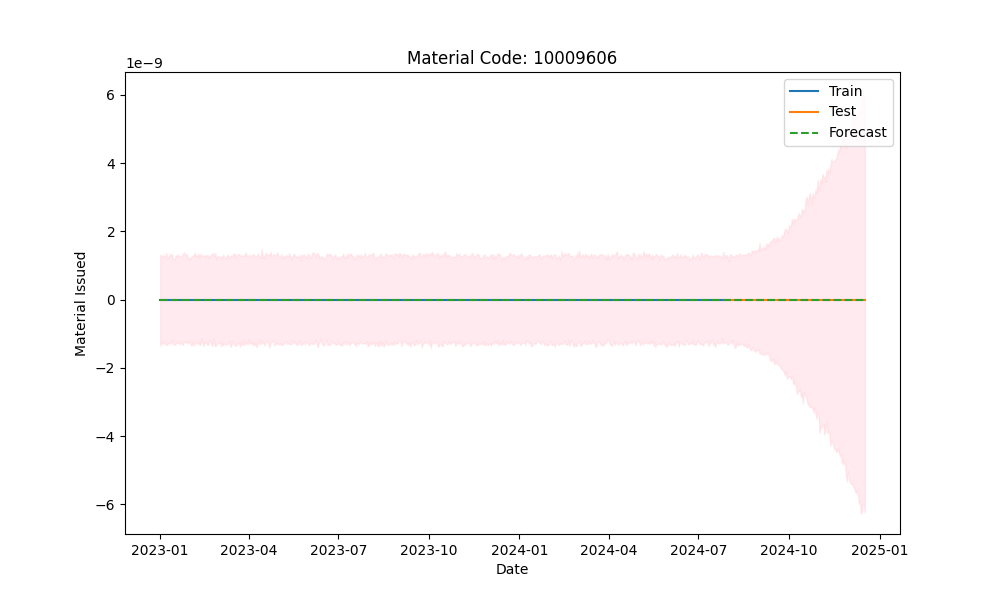 Material Code: 10009606
1e−9
Train
Test
Forecast
6
4
2
0
−2
−4
−6
Material Issued
2023-01 2023-04 2023-07 2023-10 2024-01 2024-04 2024-07 2024-10 2025-01
Date